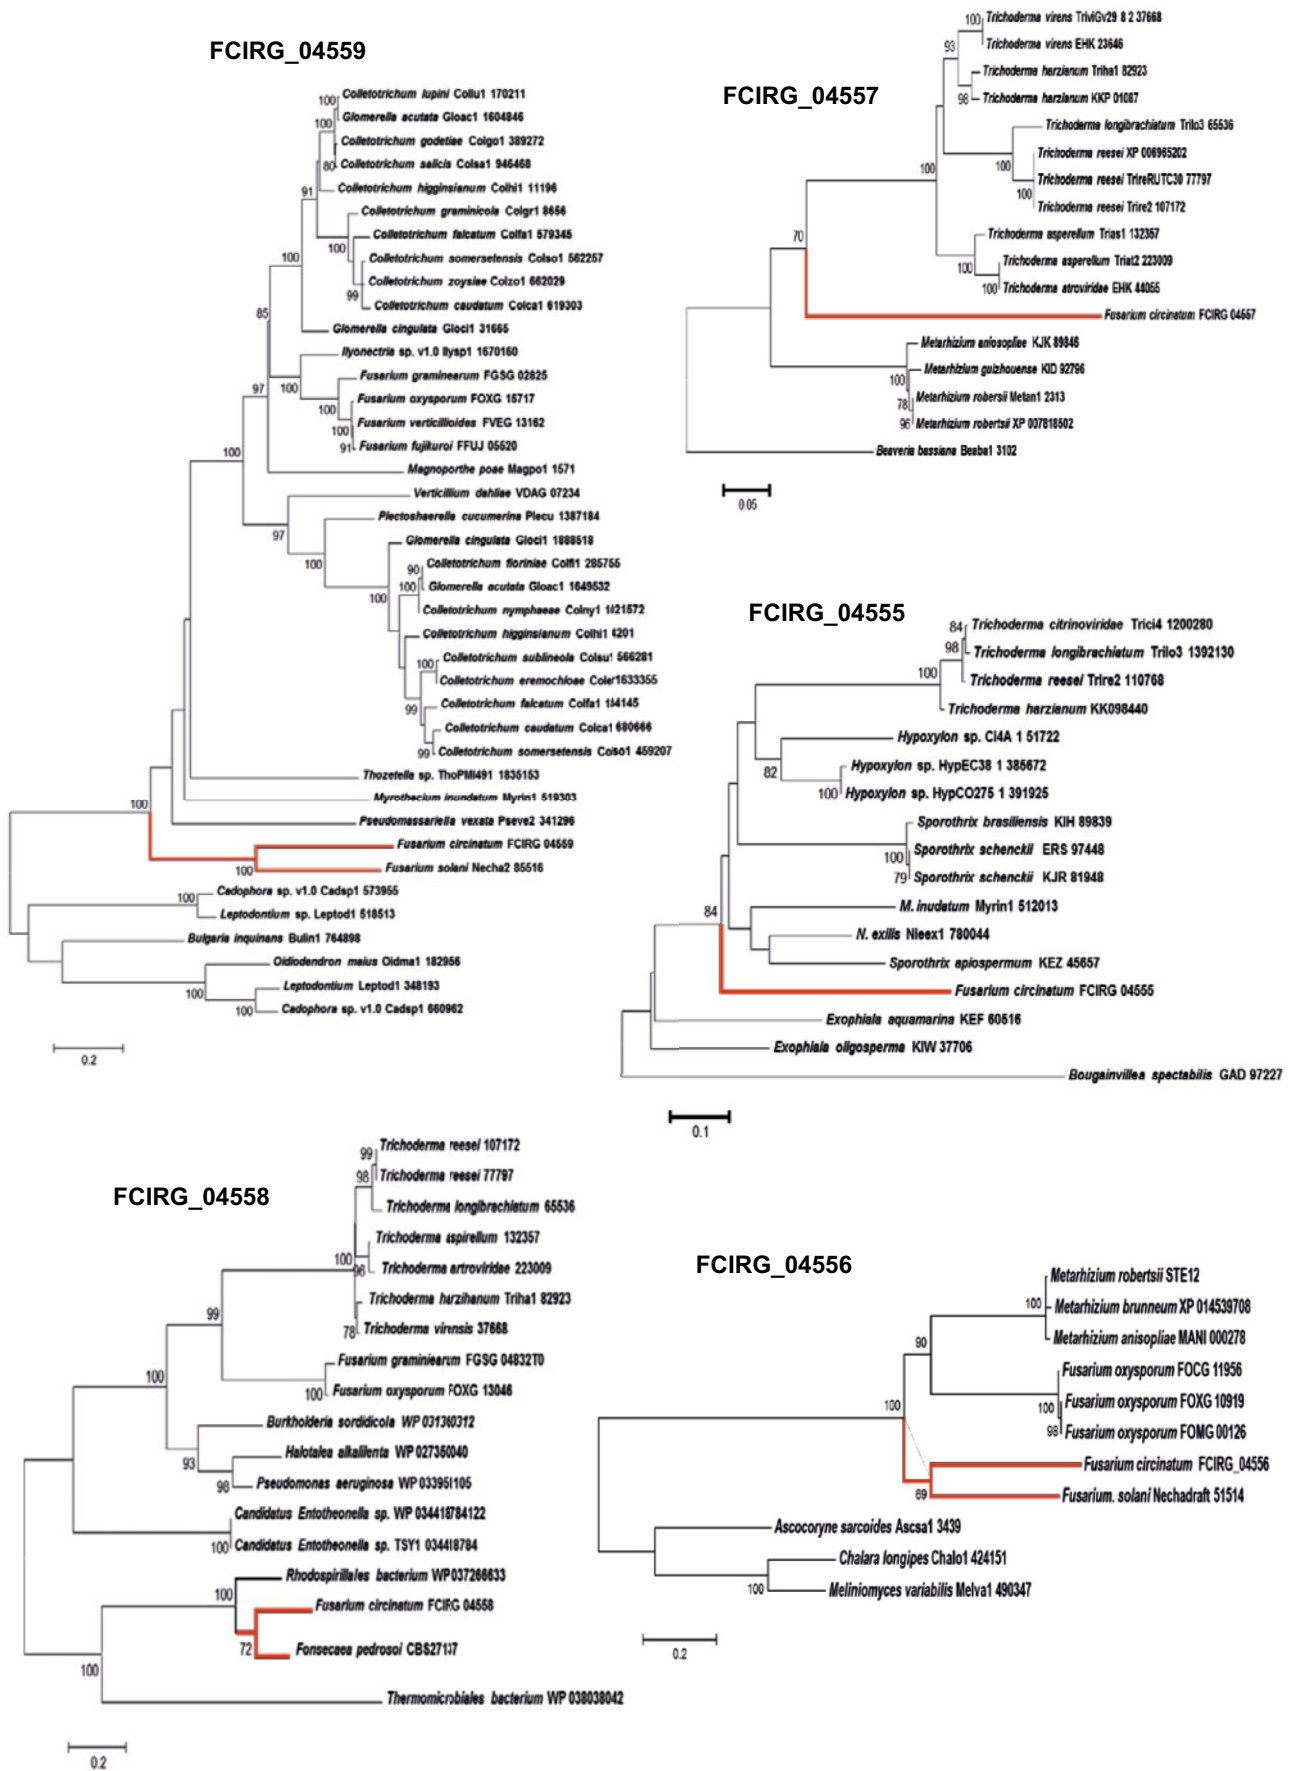 FCIRG_04559
100
Colletotrichum lupini Collu1 170211
Glomerella acutata Gloac1 1604846
100
Colletotrichum godetiae Colgo1 389272
80
Colletotrichum salicis Colsa1 946468
91
Colletotrichum higginsianum Colhi1 11196
Colletotrichum graminicola Colgr1 8656
100
Colletotrichum falcatum Colfa1 579345
Colletotrichum somersetensis Colso1 562257
Colletotrichum zoysiae Colzo1 662029
99
Colletotrichum caudatum Colca1 619303
100
Glomerella cingulata Gloci1 31665
85
Ilyonectria sp. v1.0 Ilysp1 1670160
100
Fusarium graminearum FGSG 02825
100
Fusarium oxysporum FOXG 15717
100
Fusarium verticillioides FVEG 13162
91
Fusarium fujikuroi FFUJ 05520
97
Magnoporthe poae Magpo1 1571
100
Verticillium dahliae VDAG 07234
97
Plectoshaerella cucumerina Plecu 1387184
100
Glomerella cingulata Gloci1 1888518
90
Colletotrichum fioriniae Colfi1 285755
100
Glomerella acutata Gloac1 1649532
100
Colletotrichum nymphaeae Colny1 1021572
Colletotrichum higginsianum Colhi1 4201
100
Colletotrichum sublineola Colsu1 566281
Colletotrichum eremochloae Coler1633355
99
Colletotrichum falcatum Colfa1 104145
Colletotrichum caudatum Colca1 680666
99
Colletotrichum somersetensis Colso1 459207
Thozetella sp. ThoPMI491 1835153
Myrothecium inundatum Myrin1 519303
100
Pseudomassariella vexata Pseve2 341296
Fusarium circinatum FCIRG 04559
100
Fusarium solani Necha2 85516
100
Cadophora sp. v1.0 Cadsp1 573955
Leptodontium sp. Leptod1 518513
Bulgaria inquinans Bulin1 764898
Oidiodendron maius Oidma1 182956
100
Leptodontium Leptod1 348193
100
Cadophora sp. v1.0 Cadsp1 660962
0.2
FCIRG_04557
100
Trichoderma virens TriviGv29 8 2 37668
93
Trichoderma virens EHK 23646
Trichoderma harzianum Triha1 82923
98
Trichoderma harzianum KKP 01087
Trichoderma longibrachiatum Trilo3 65536
100
Trichoderma reesei XP 006965202
Trichoderma reesei TrireRUTC30 77797
100
Trichoderma reesei Trire2 107172
100
Trichoderma asperellum Trias1 132357
100
Trichoderma asperellum Triat2 223009
100
Trichoderma atroviridae EHK 44055
70
Fusarium circinatum FCIRG 04557
Metarhizium aniosopliae KJK 89846
100
Metarhizium guizhouense KID 92796
78
Metarhizium robersii Metan1 2313
96
Metarhizium robertsii XP 007818502
Beaveria bassiana Beaba1 3102
0.05
FCIRG_04555
84
Trichoderma citrinoviridae Trici4 1200280
98
Trichoderma longibrachiatum Trilo3 1392130
100
Trichoderma reesei Trire2 110768
Trichoderma harzianum KK098440
Hypoxylon sp. CI4A 1 51722
82
Hypoxylon sp. HypEC38 1 385672
100
Hypoxylon sp. HypCO275 1 391925
Sporothrix brasiliensis KIH 89839
100
Sporothrix schenckii ERS 97448
79
Sporothrix schenckii KJR 81948
84
M. inudatum Myrin1 512013
N. exilis Nieex1 780044
Sporothrix apiospermum KEZ 45657
Fusarium circinatum FCIRG 04555
Exophiala aquamarina KEF 60516
Exophiala oligosperma KIW 37706
Bougainvillea spectabilis GAD 97227
0.1
FCIRG_04558
99
Trichoderma reesei 107172
98
Trichoderma reesei 77797
Trichoderma longibrachiatum 65536
100
Trichoderma aspirellum 132357
96
Trichoderma artroviridae 223009
Trichoderma harzihanum Triha1 82923
78
Trichoderma virensis 37668
99
Fusarium graminiearum FGSG 04832T0
100
Fusarium oxysporum FOXG 13046
100
Burkholderia sordidicola WP 031360312
93
Halotalea alkalilenta WP 027350040
98
Pseudomonas aeruginosa WP 033951105
Candidatus Entotheonella sp. WP 034418784122
100
Candidatus Entotheonella sp. TSY1 034418784
100
Rhodospirillales bacterium WP037266633
Fusarium circinatum FCIRG 04558
72
Fonsecaea pedrosoi CBS27137
100
Thermomicrobiales bacterium WP 038038042
0.2
FCIRG_04556
Metarhizium robertsii STE12
100
Metarhizium brunneum XP 014539708
Metarhizium anisopliae MANI 000278
90
Fusarium oxysporum FOCG 11956
100
Fusarium oxysporum FOXG 10919
98
Fusarium oxysporum FOMG 00126
100
Fusarium circinatum FCIRG_04556
69
Fusarium. solani Nechadraft 51514
Ascocoryne sarcoides Ascsa1 3439
Chalara longipes Chalo1 424151
100
Meliniomyces variabilis Melva1 490347
0.2